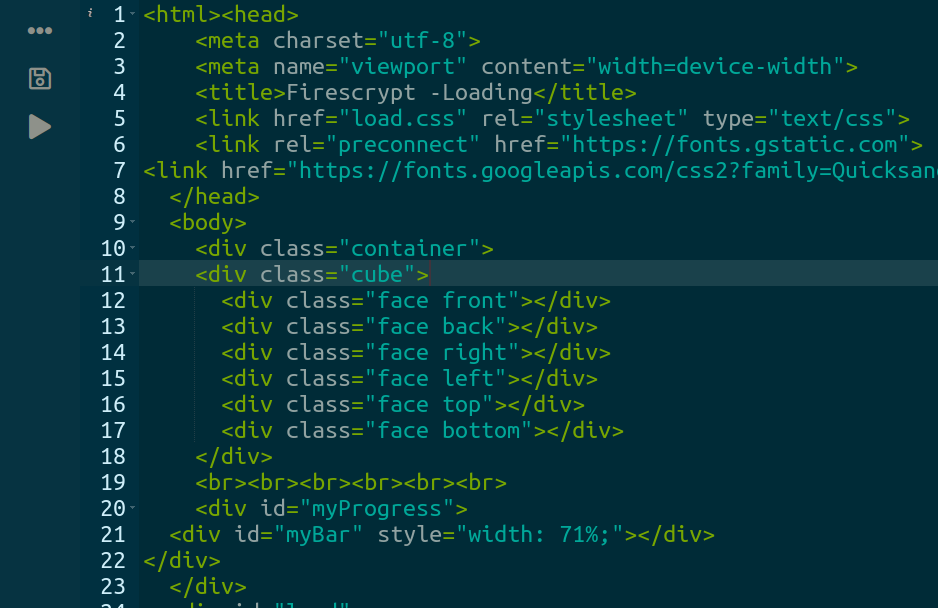 i 1 <html><head>
2 <meta charset="utf-8">
3 <meta name="viewport" content="width=device-width">
4 <title>Firescrypt -Loading</title>
5 <link href="load.css" rel="stylesheet" type="text/css">
6 <link rel="preconnect" href="https://fonts.gstatic.com">
7 <link href="https://fonts.googleapis.com/css2?family=Quicksand
8 </head>
9 <body>
10 <div class="container">
11 <div class="cube">
12 <div class="face front"></div>
13 <div class="face back"></div>
14 <div class="face right"></div>
15 <div class="face left"></div>
16 <div class="face top"></div>
17 <div class="face bottom"></div>
18 </div>
19 <br><br><br><br><br><br>
20 <div id="myProgress">
21 <div id="myBar" style="width: 71%;"></div>
22 </div>
23 </div>